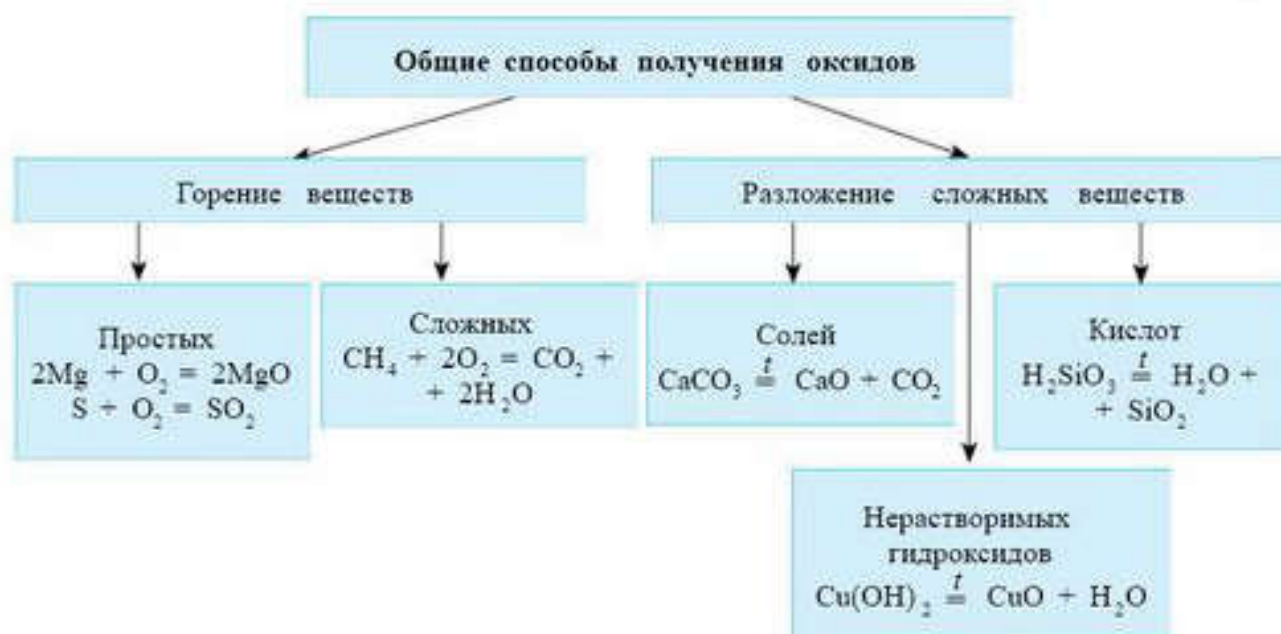 Общие способы получения оксидов
Горение веществ
Разложение сложных веществ
Простых
2Mg + O₂ = 2MgO
S + O₂ = SO₂
Сложных
CH₄ + 2O₂ = CO₂ +
+ 2H₂O
Солей
t
CaCO₃ = CaO + CO₂
Кислот
t
H₂SiO₃ = H₂O +
+ SiO₂
Нерастворимых
гидроксидов
t
Cu(OH)₂ = CuO + H₂O